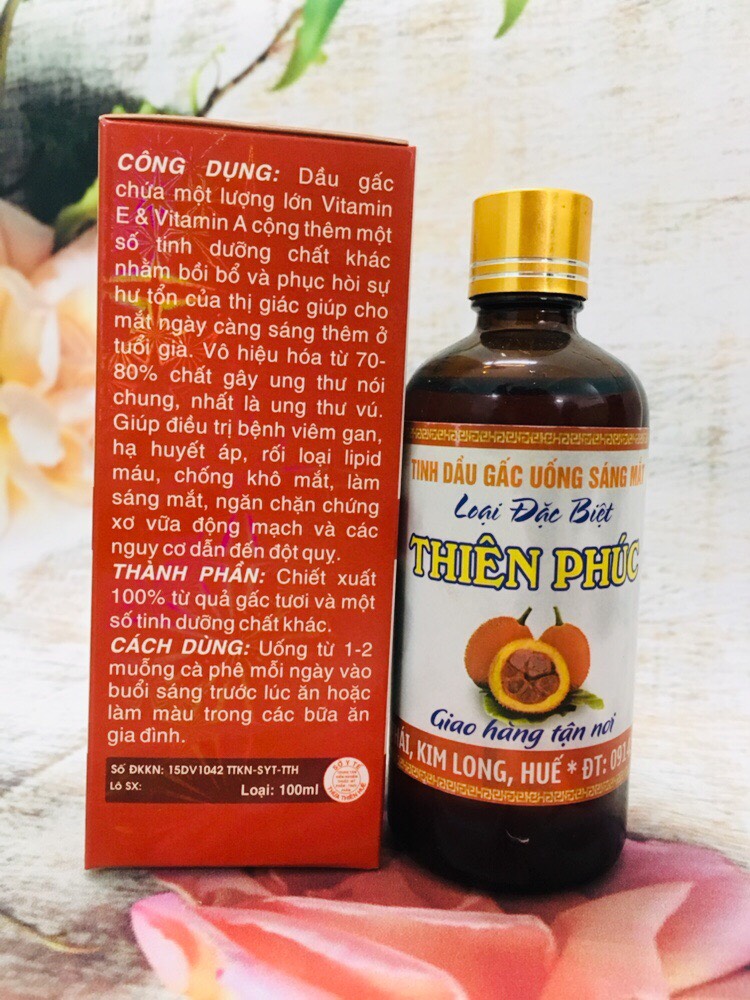 CÔNG DỤNG: Dầu gấc
chứa một lượng lớn Vitamin
E & Vitamin A cộng thêm một
số tinh dưỡng chất khác
nhằm bồi bổ và phục hòi sự
hư tổn của thị giác giúp cho
mắt ngày càng sáng thêm ở
tuổi già. Vô hiệu hóa từ 70-
80% chất gây ung thư nói
chung, nhất là ung thư vú.
Giúp điều trị bệnh viêm gan,
hạ huyết áp, rối loại lipid
máu, chống khô mắt, làm
sáng mắt, ngăn chặn chứng
xơ vữa động mạch và các
nguy cơ dẫn đến đột quỵ.
THÀNH PHẦN: Chiết xuất
100% từ quả gấc tươi và một
số tinh dưỡng chất khác.
CÁCH DÙNG: Uống từ 1-2
muỗng cà phê mỗi ngày vào
buổi sáng trước lúc ăn hoặc
làm màu trong các bữa ăn
gia đình.
Số ĐKKN: 15DV1042 TTKN-SYT-TTH
Lô SX:
Loại: 100ml
SỞ Y TẾ
THỪA THIÊN HUẾ
TINH DẦU GẤC UỐNG SÁNG MẮT
Loại Đặc Biệt
THIÊN PHÚC
Giao hàng tận nơi
ÁI, KIM LONG, HUẾ * ĐT: 091